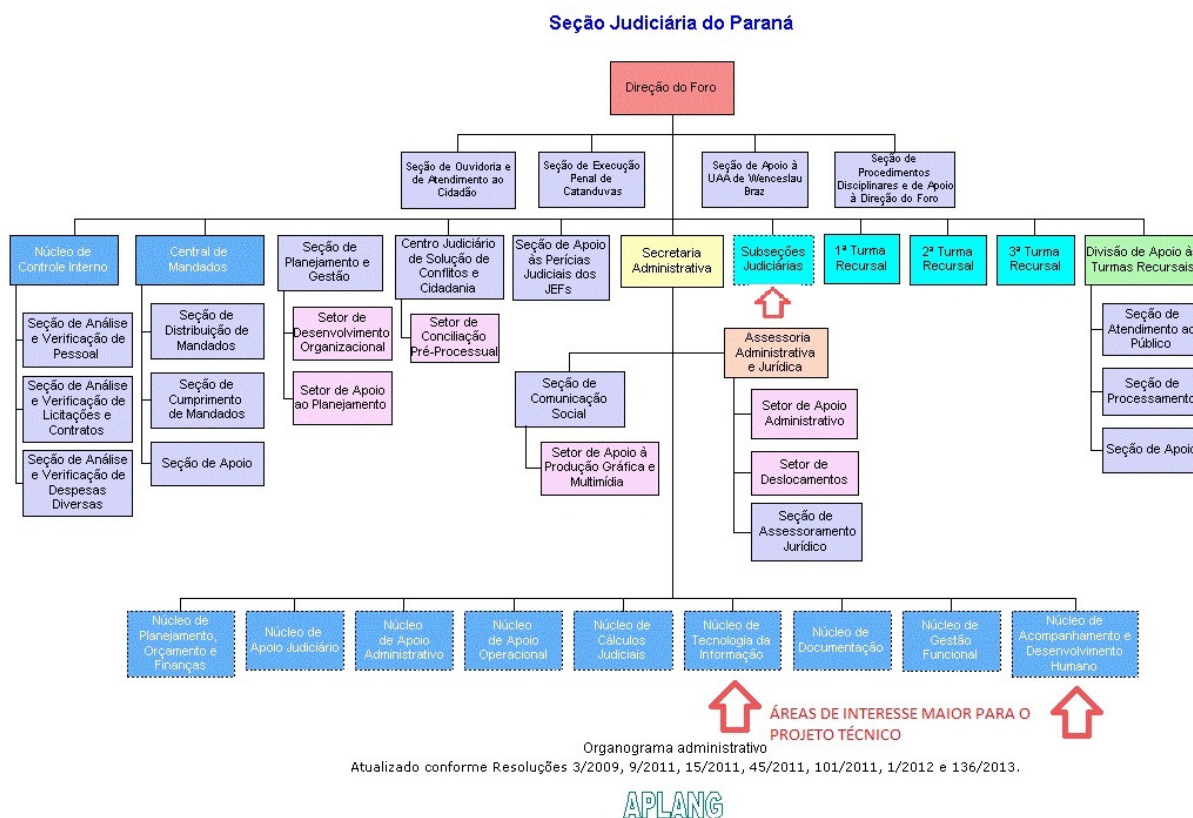 Seção Judiciária do Paraná
Direção do Foro
Seção de Ouvidoria e
de Atendimento ao
Cidadão
Seção de Execução
Penal de
Catanduvas
Seção de Apoio à
UAA de Wenceslau
Braz
Seção de
Procedimentos
Disciplinares e de Apoio
à Direção do Foro
Núcleo de
Controle Interno
Central de
Mandados
Seção de
Planejamento e
Gestão
Centro Judiciário
de Solução de
Conflitos e
Cidadania
Seção de Apoio
às Perícias
Judiciais dos
JEFs
Secretaria
Administrativa
Subseções
Judiciárias
1ª Turma
Recursal
2ª Turma
Recursal
3ª Turma
Recursal
Divisão de Apoio às
Turmas Recursais
Seção de Análise
e Verificação de
Pessoal
Seção de Análise
e Verificação de
Licitações e
Contratos
Seção de Análise
e Verificação de
Despesas
Diversas
Seção de
Distribuição de
Mandados
Seção de
Cumprimento
de Mandados
Seção de Apoio
Setor de
Desenvolvimento
Organizacional
Setor de Apoio
ao Planejamento
Setor de
Conciliação
Pré-Processual
Seção de
Comunicação
Social
Setor de Apoio à
Produção Gráfica e
Multimídia
Assessoria
Administrativa
e Jurídica
Setor de Apoio
Administrativo
Setor de
Deslocamentos
Seção de
Assessoramento
Jurídico
Seção de
Atendimento ao
Público
Seção de
Processamento
Seção de Apoio
Núcleo de
Planejamento,
Orçamento e
Finanças
Núcleo de
Apoio Judiciário
Núcleo
de Apoio
Administrativo
Núcleo
de Apoio
Operacional
Núcleo de
Cálculos
Judiciais
Núcleo de
Tecnologia da
Informação
Núcleo de
Documentação
Núcleo de
Gestão
Funcional
Núcleo de
Acompanhamento e
Desenvolvimento
Humano
ÁREAS DE INTERESSE MAIOR PARA O
PROJETO TÉCNICO
Organograma administrativo
Atualizado conforme Resoluções 3/2009, 9/2011, 15/2011, 45/2011, 101/2011, 1/2012 e 136/2013.
APLANG